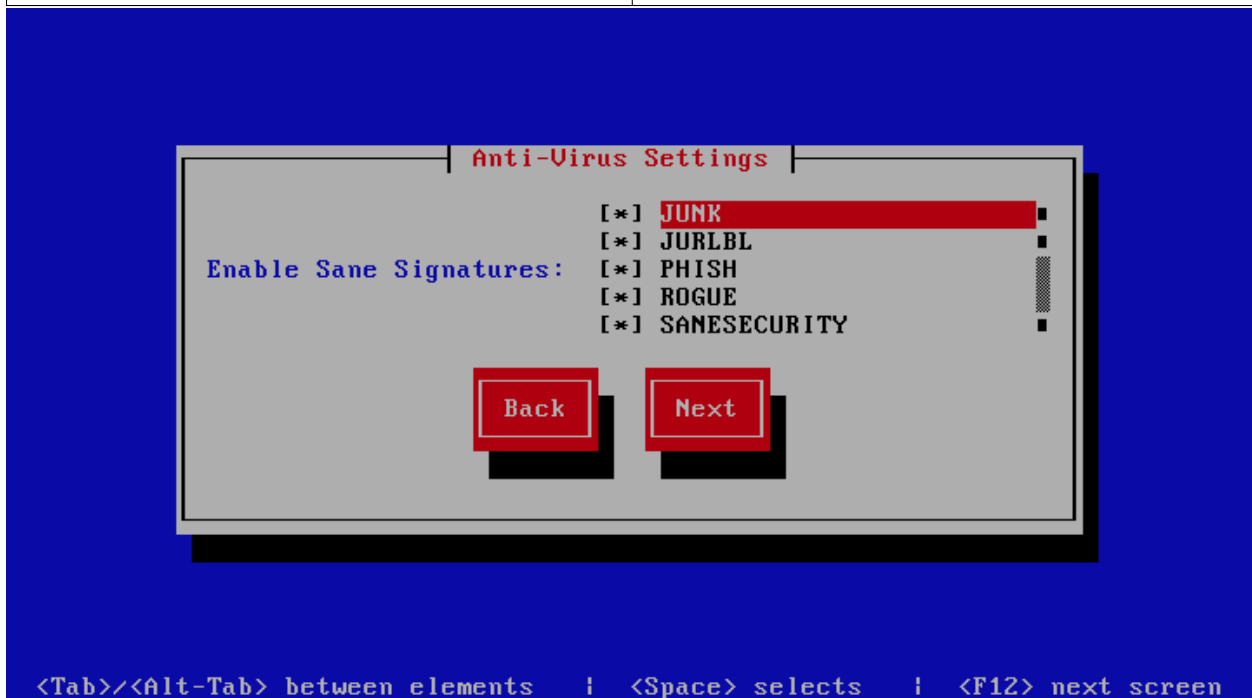 Anti-Virus Settings
[*] JUNK
[*] JURLBL
Enable Sane Signatures: [*] PHISH
[*] ROGUE
[*] SANESECURITY
Back Next
<Tab>/<Alt-Tab> between elements | <Space> selects | <F12> next screen